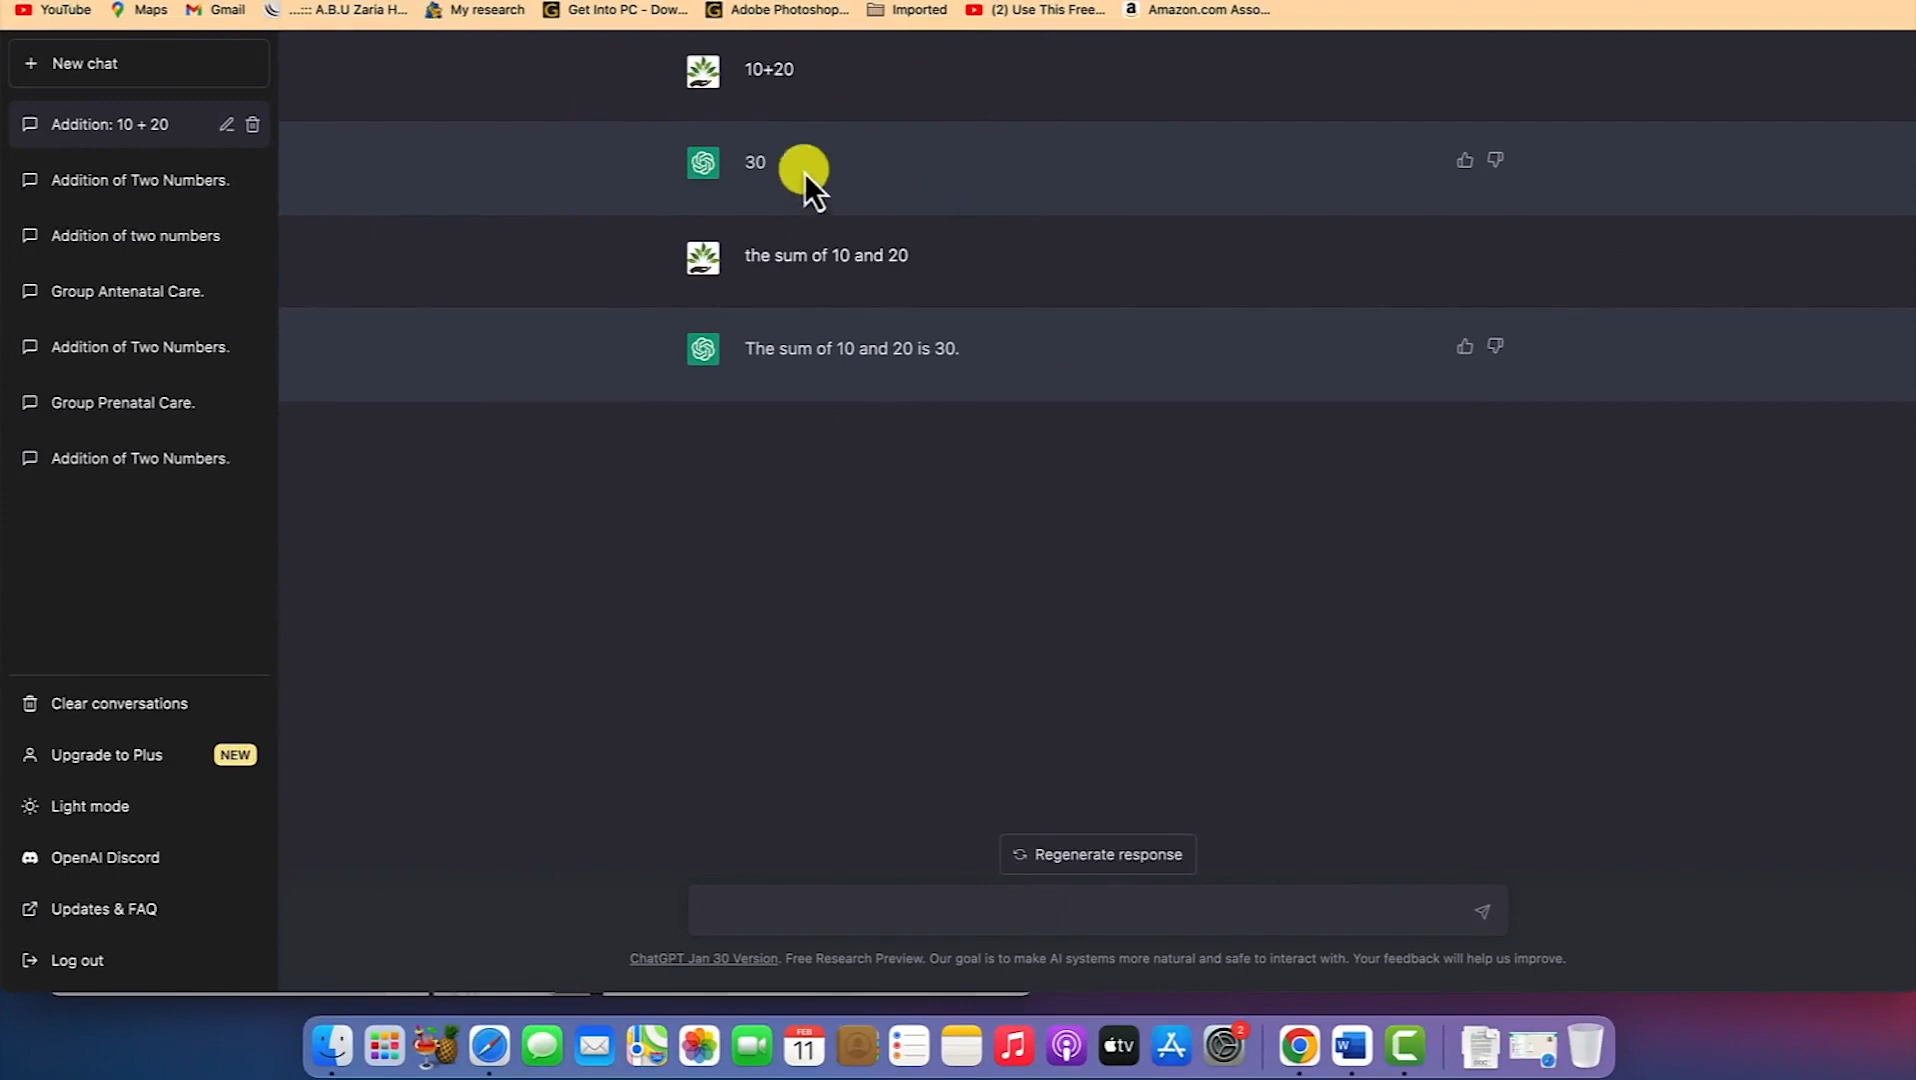 YouTube Maps Gmail ...::: A.B.U Zaria H... My research Get Into PC - Dow... Adobe Photoshop... Imported (2) Use This Free... Amazon.com Asso...
+ New chat
10+20
Addition: 10 + 20
30
Addition of Two Numbers.
Addition of two numbers
the sum of 10 and 20
Group Antenatal Care.
Addition of Two Numbers.
The sum of 10 and 20 is 30.
Group Prenatal Care.
Addition of Two Numbers.
Clear conversations
Upgrade to Plus NEW
Light mode
OpenAI Discord
Regenerate response
Updates & FAQ
Log out
ChatGPT Jan 30 Version. Free Research Preview. Our goal is to make AI systems more natural and safe to interact with. Your feedback will help us improve.
FEB
11
tv
2
W